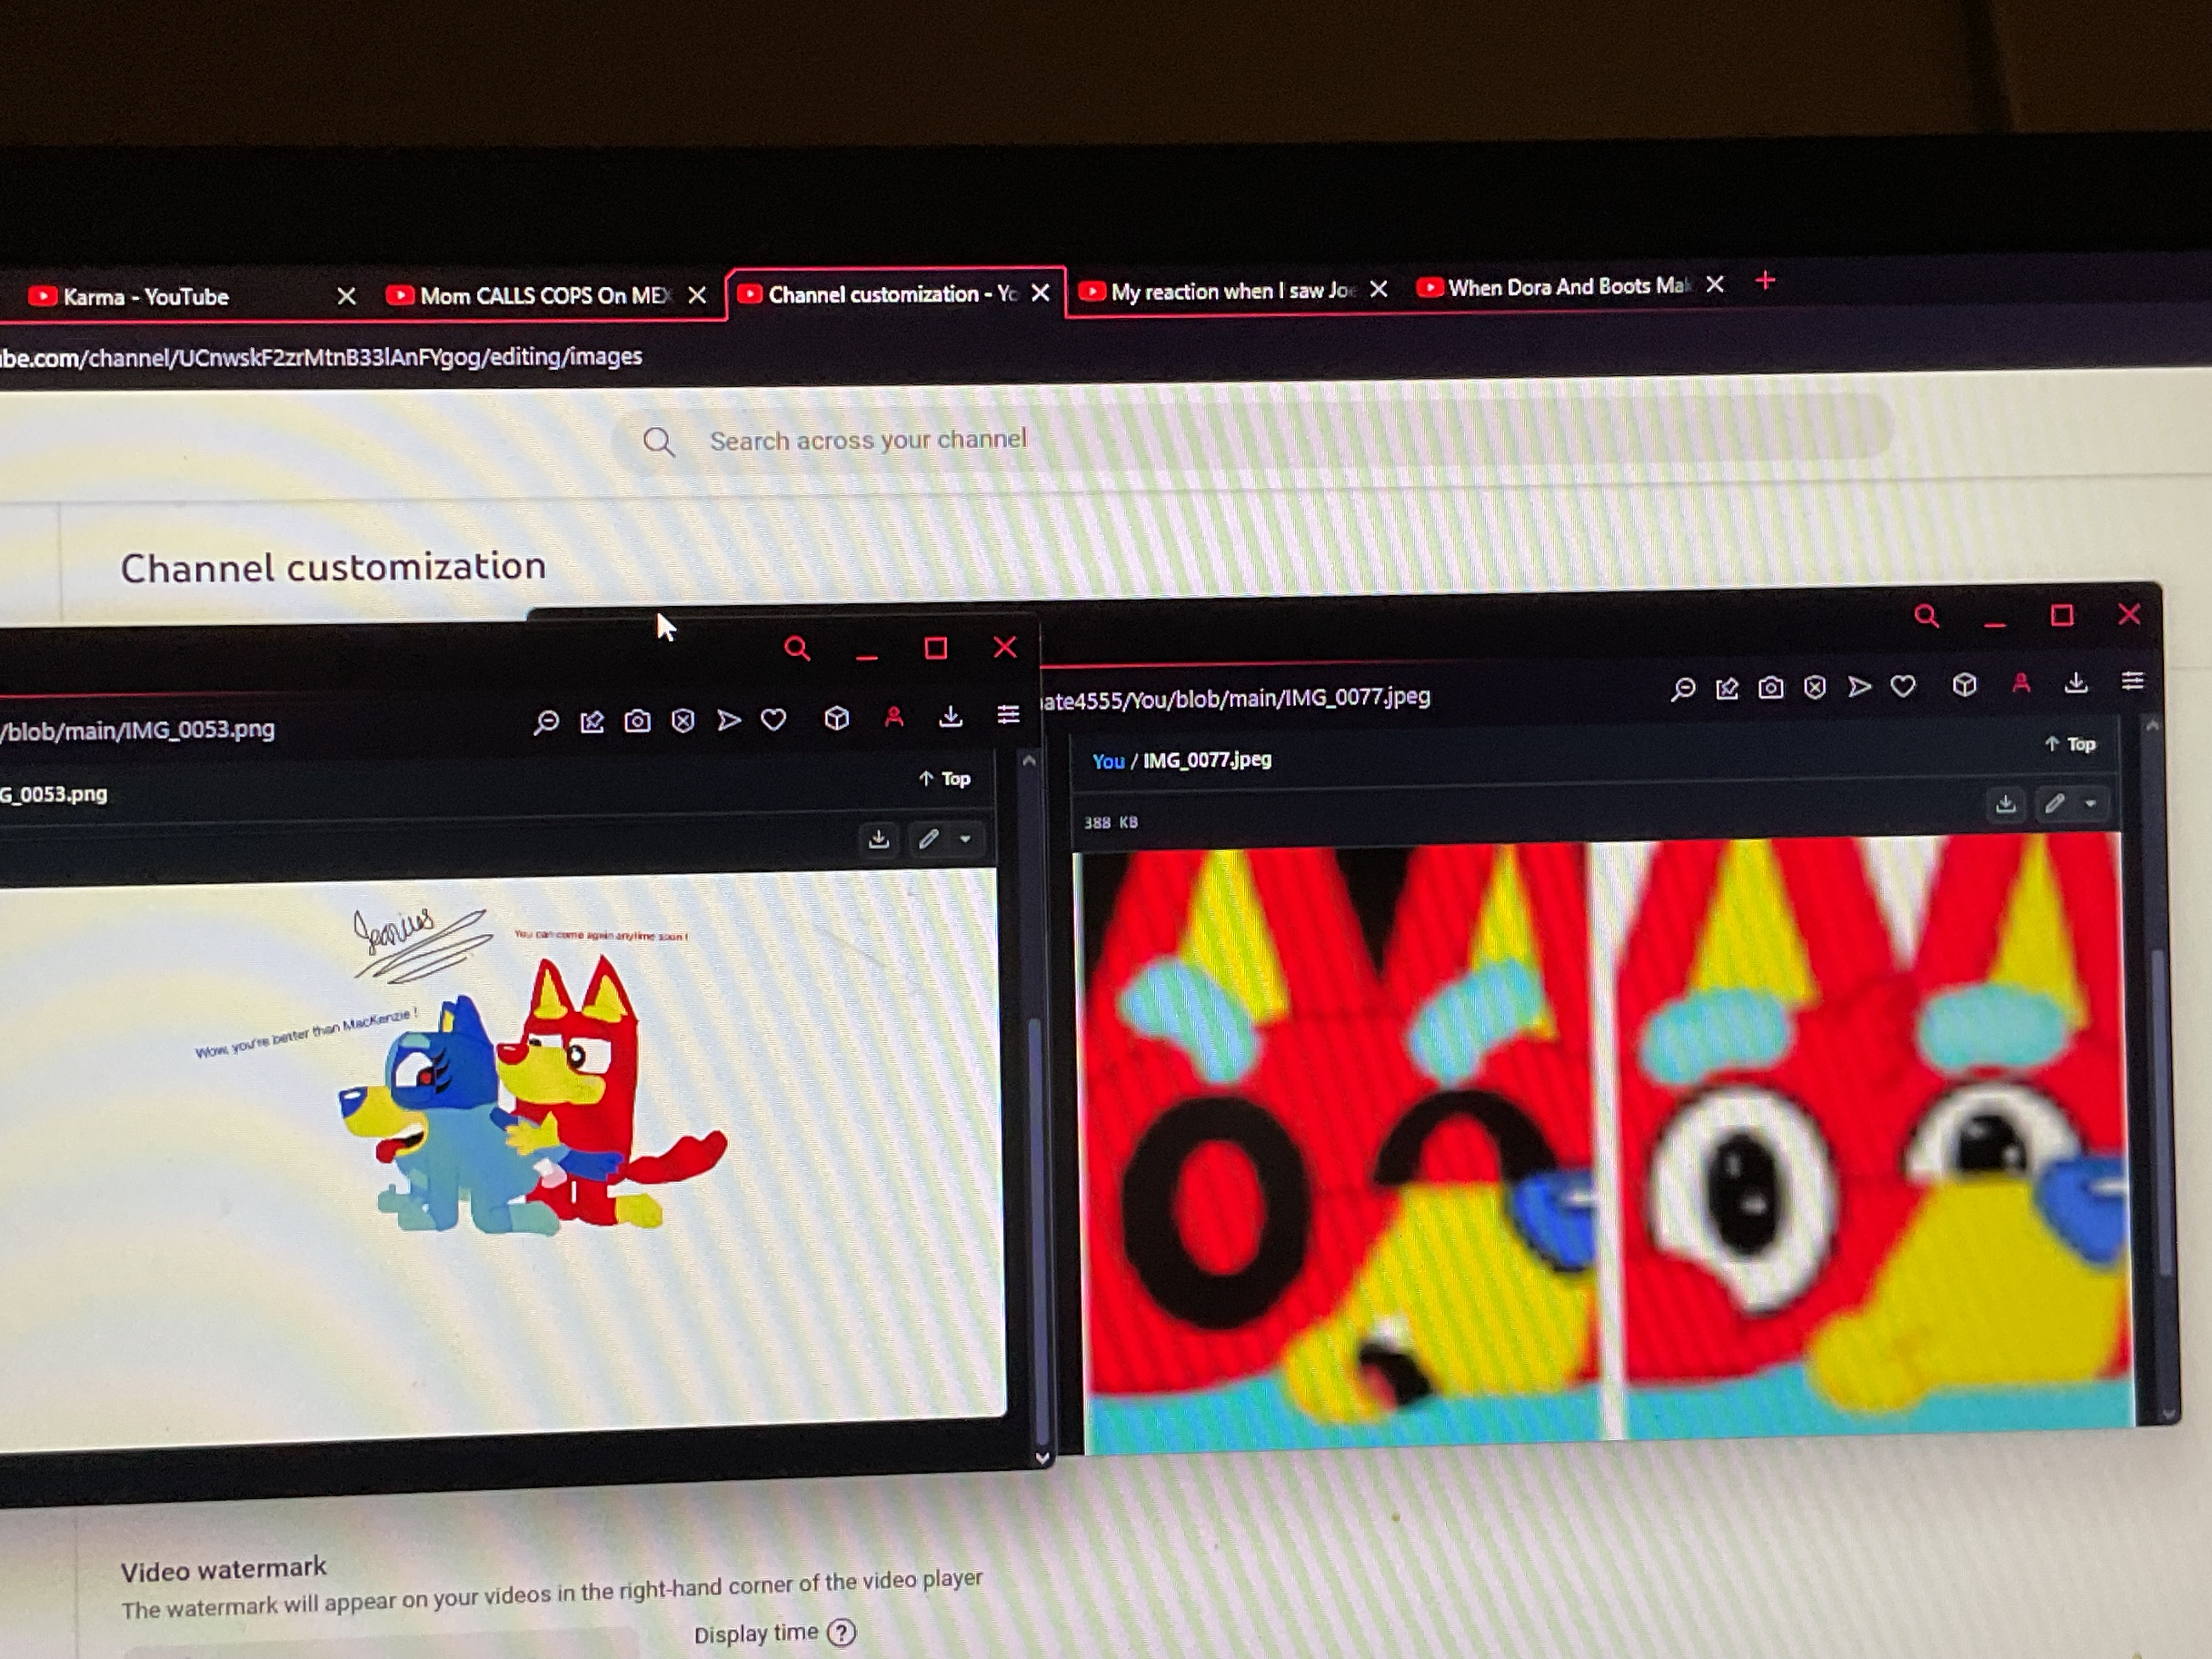 Karma - YouTube
Mom CALLS COPS On MEX
Channel customization - Yo
My reaction when I saw Joe
When Dora And Boots Mak
be.com/channel/UCnwskF2zrMtnB33lAnFYgog/editing/images
Search across your channel
Channel customization
/blob/main/IMG_0053.png
G_0053.png
Top
ate4555/You/blob/main/IMG_0077.jpeg
You / IMG_0077.jpeg
Top
388 KB
You can come again anytime soon !
Wow, you're better than MacKenzie !
Video watermark
The watermark will appear on your videos in the right-hand corner of the video player
Display time ?